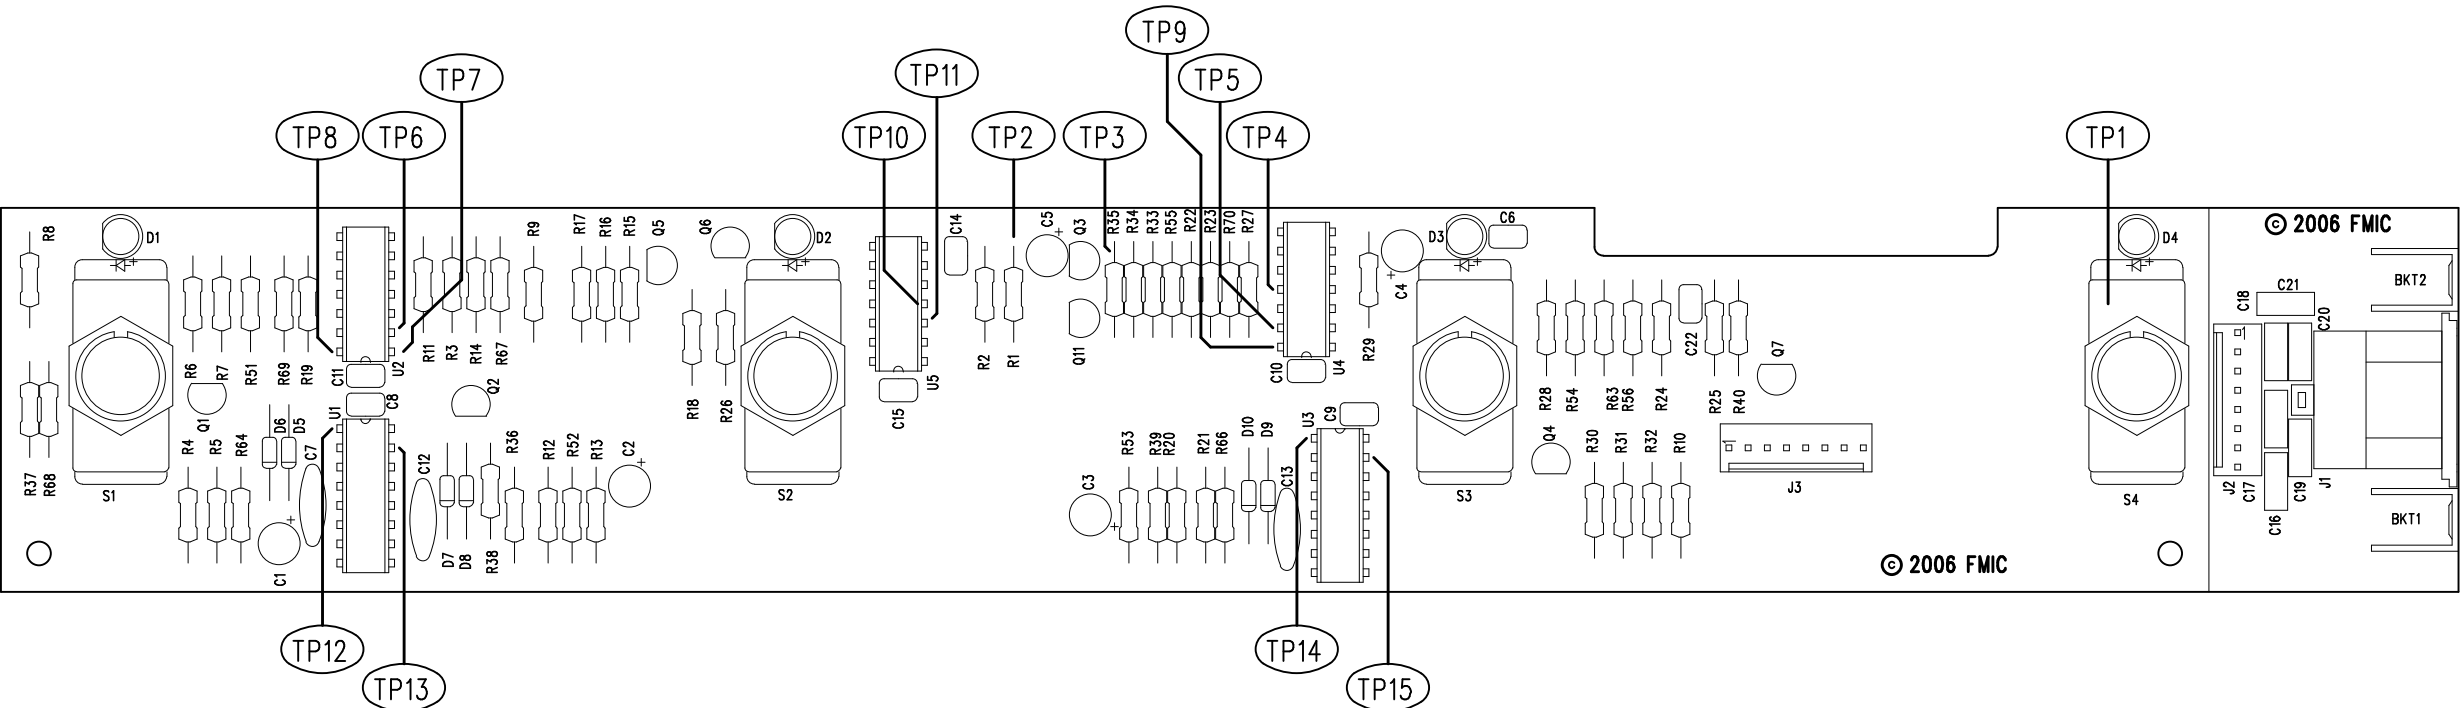 TP9
TP11
TP7
TP5
TP8
TP6
TP10
TP2
TP3
TP4
TP1
R8
D1
R9
R17
R16
R15
Q5
Q6
D2
C14
C5
+
Q3
R35
R34
R33
R55
R22
R23
R70
R27
D3
C6
D4
© 2006 FMIC
+
+
+
+
+
BKT2
C21
C18
C20
C4
R6
R7
R51
R69
R19
C11
U2
R11
R3
R14
R67
R2
R1
Q11
C10
U4
R29
C22
Q7
1
Q1
U1
C8
Q2
R18
R26
C15
U5
R28
R54
R63
R56
R24
R25
R40
R4
R5
R64
D6
D5
C7
C12
R36
R12
R52
R13
C2
+
R53
R39
R20
R21
R66
D10
D9
U3
C9
C13
Q4
R30
R31
R32
R10
1
J3
R37
R68
S1
S2
C3
+
S3
S4
J2
C17
C19
J1
C16
BKT1
C1
+
D7
D8
R38
© 2006 FMIC
TP12
TP13
TP14
TP15